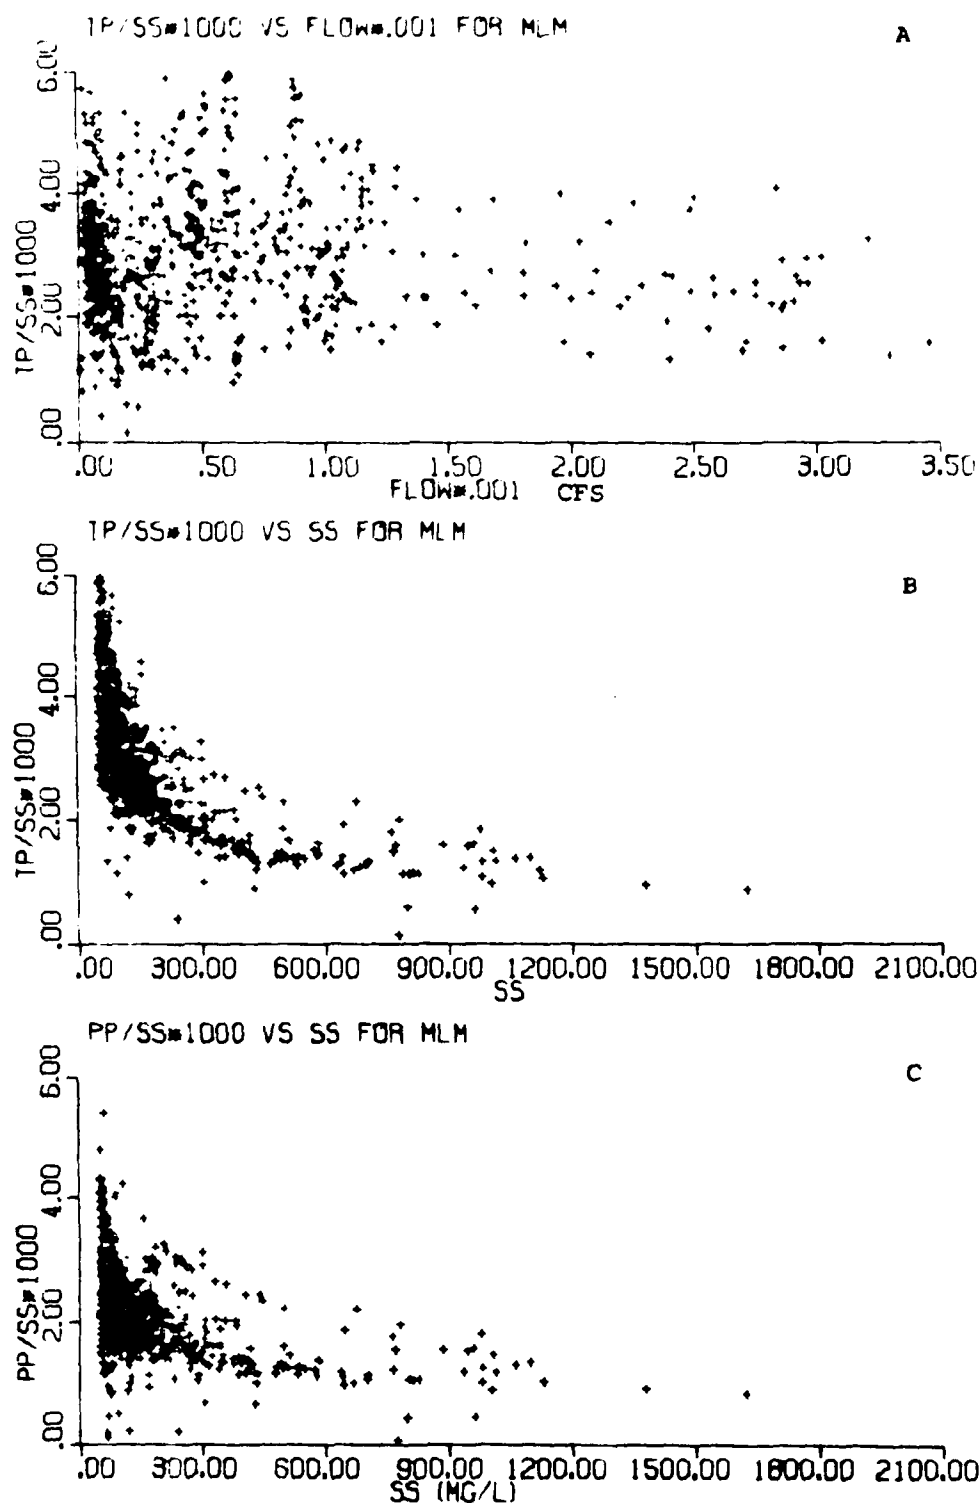 TP/SS*1000 VS FLOW*.001 FOR MLM
A
6.00
4.00
2.00
.00
TP/SS*1000
.00 .50 1.00 1.50 2.00 2.50 3.00 3.50
FLOW*.001 CFS
TP/SS*1000 VS SS FOR MLM
B
6.00
4.00
2.00
.00
TP/SS*1000
.00 300.00 600.00 900.00 1200.00 1500.00 1800.00 2100.00
SS
PP/SS*1000 VS SS FOR MLM
C
6.00
4.00
2.00
.00
PP/SS*1000
.00 300.00 600.00 900.00 1200.00 1500.00 1800.00 2100.00
SS (MG/L)